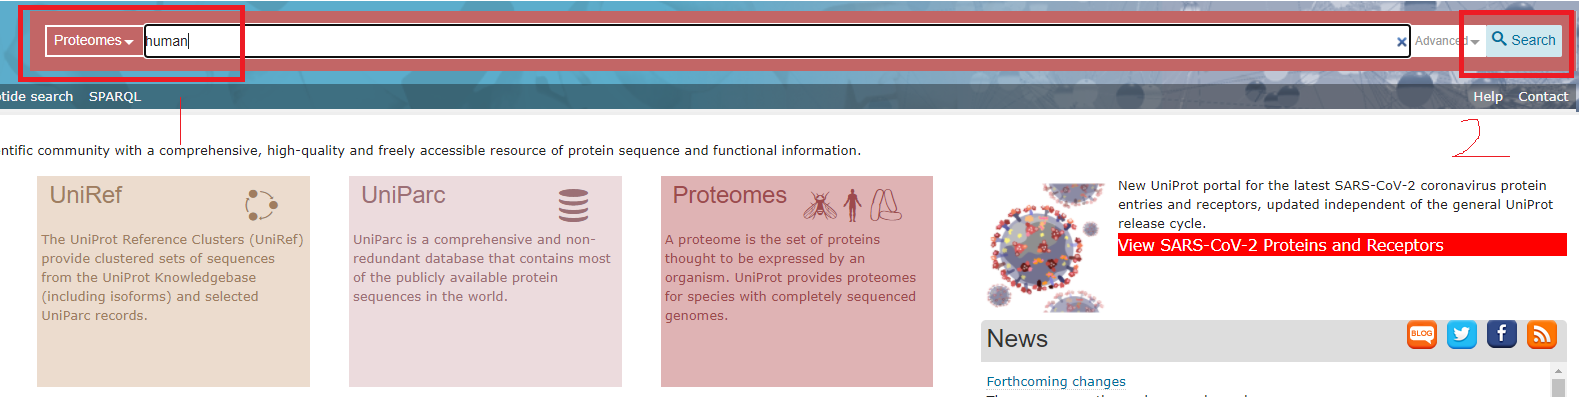 Proteomes
human
Advanced
Search
tide search
SPARQL
Help
Contact
1
2
ntific community with a comprehensive, high-quality and freely accessible resource of protein sequence and functional information.
UniRef
The UniProt Reference Clusters (UniRef)
provide clustered sets of sequences
from the UniProt Knowledgebase
(including isoforms) and selected
UniParc records.
UniParc
UniParc is a comprehensive and non-
redundant database that contains most
of the publicly available protein
sequences in the world.
Proteomes
A proteome is the set of proteins
thought to be expressed by an
organism. UniProt provides proteomes
for species with completely sequenced
genomes.
New UniProt portal for the latest SARS-CoV-2 coronavirus protein
entries and receptors, updated independent of the general UniProt
release cycle.
View SARS-CoV-2 Proteins and Receptors
News
BLOG
Forthcoming changes